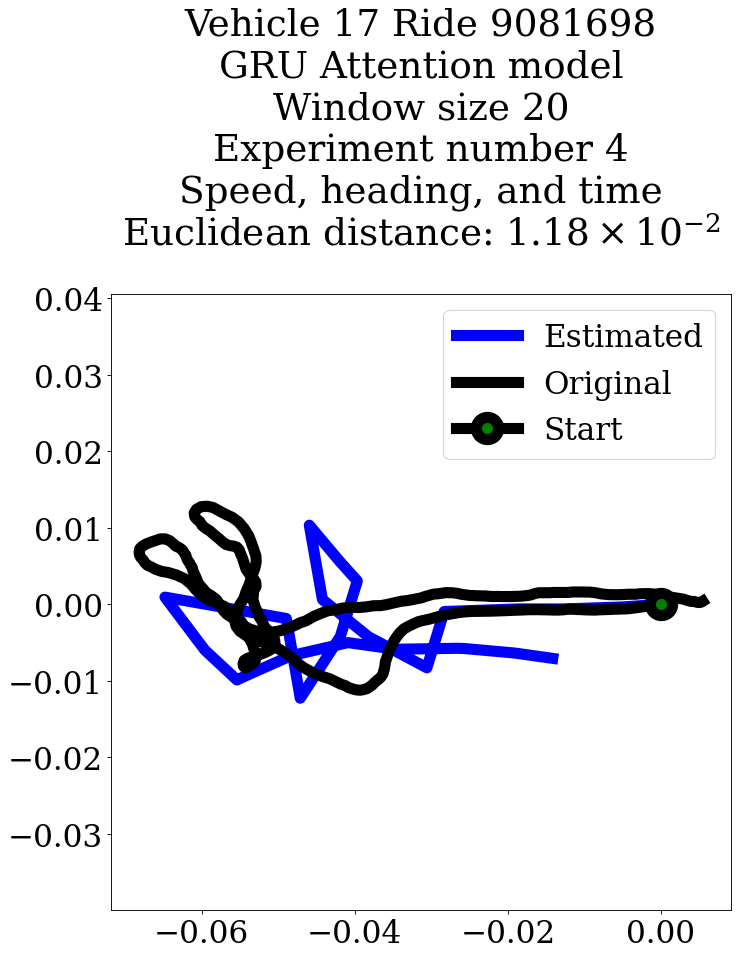 Vehicle 17 Ride 9081698
GRU Attention model
Window size 20
Experiment number 4
Speed, heading, and time
Euclidean distance: 1.18 × 10⁻²
0.04
0.03
0.02
0.01
0.00
−0.01
−0.02
−0.03
Estimated
Original
Start
−0.06
−0.04
−0.02
0.00